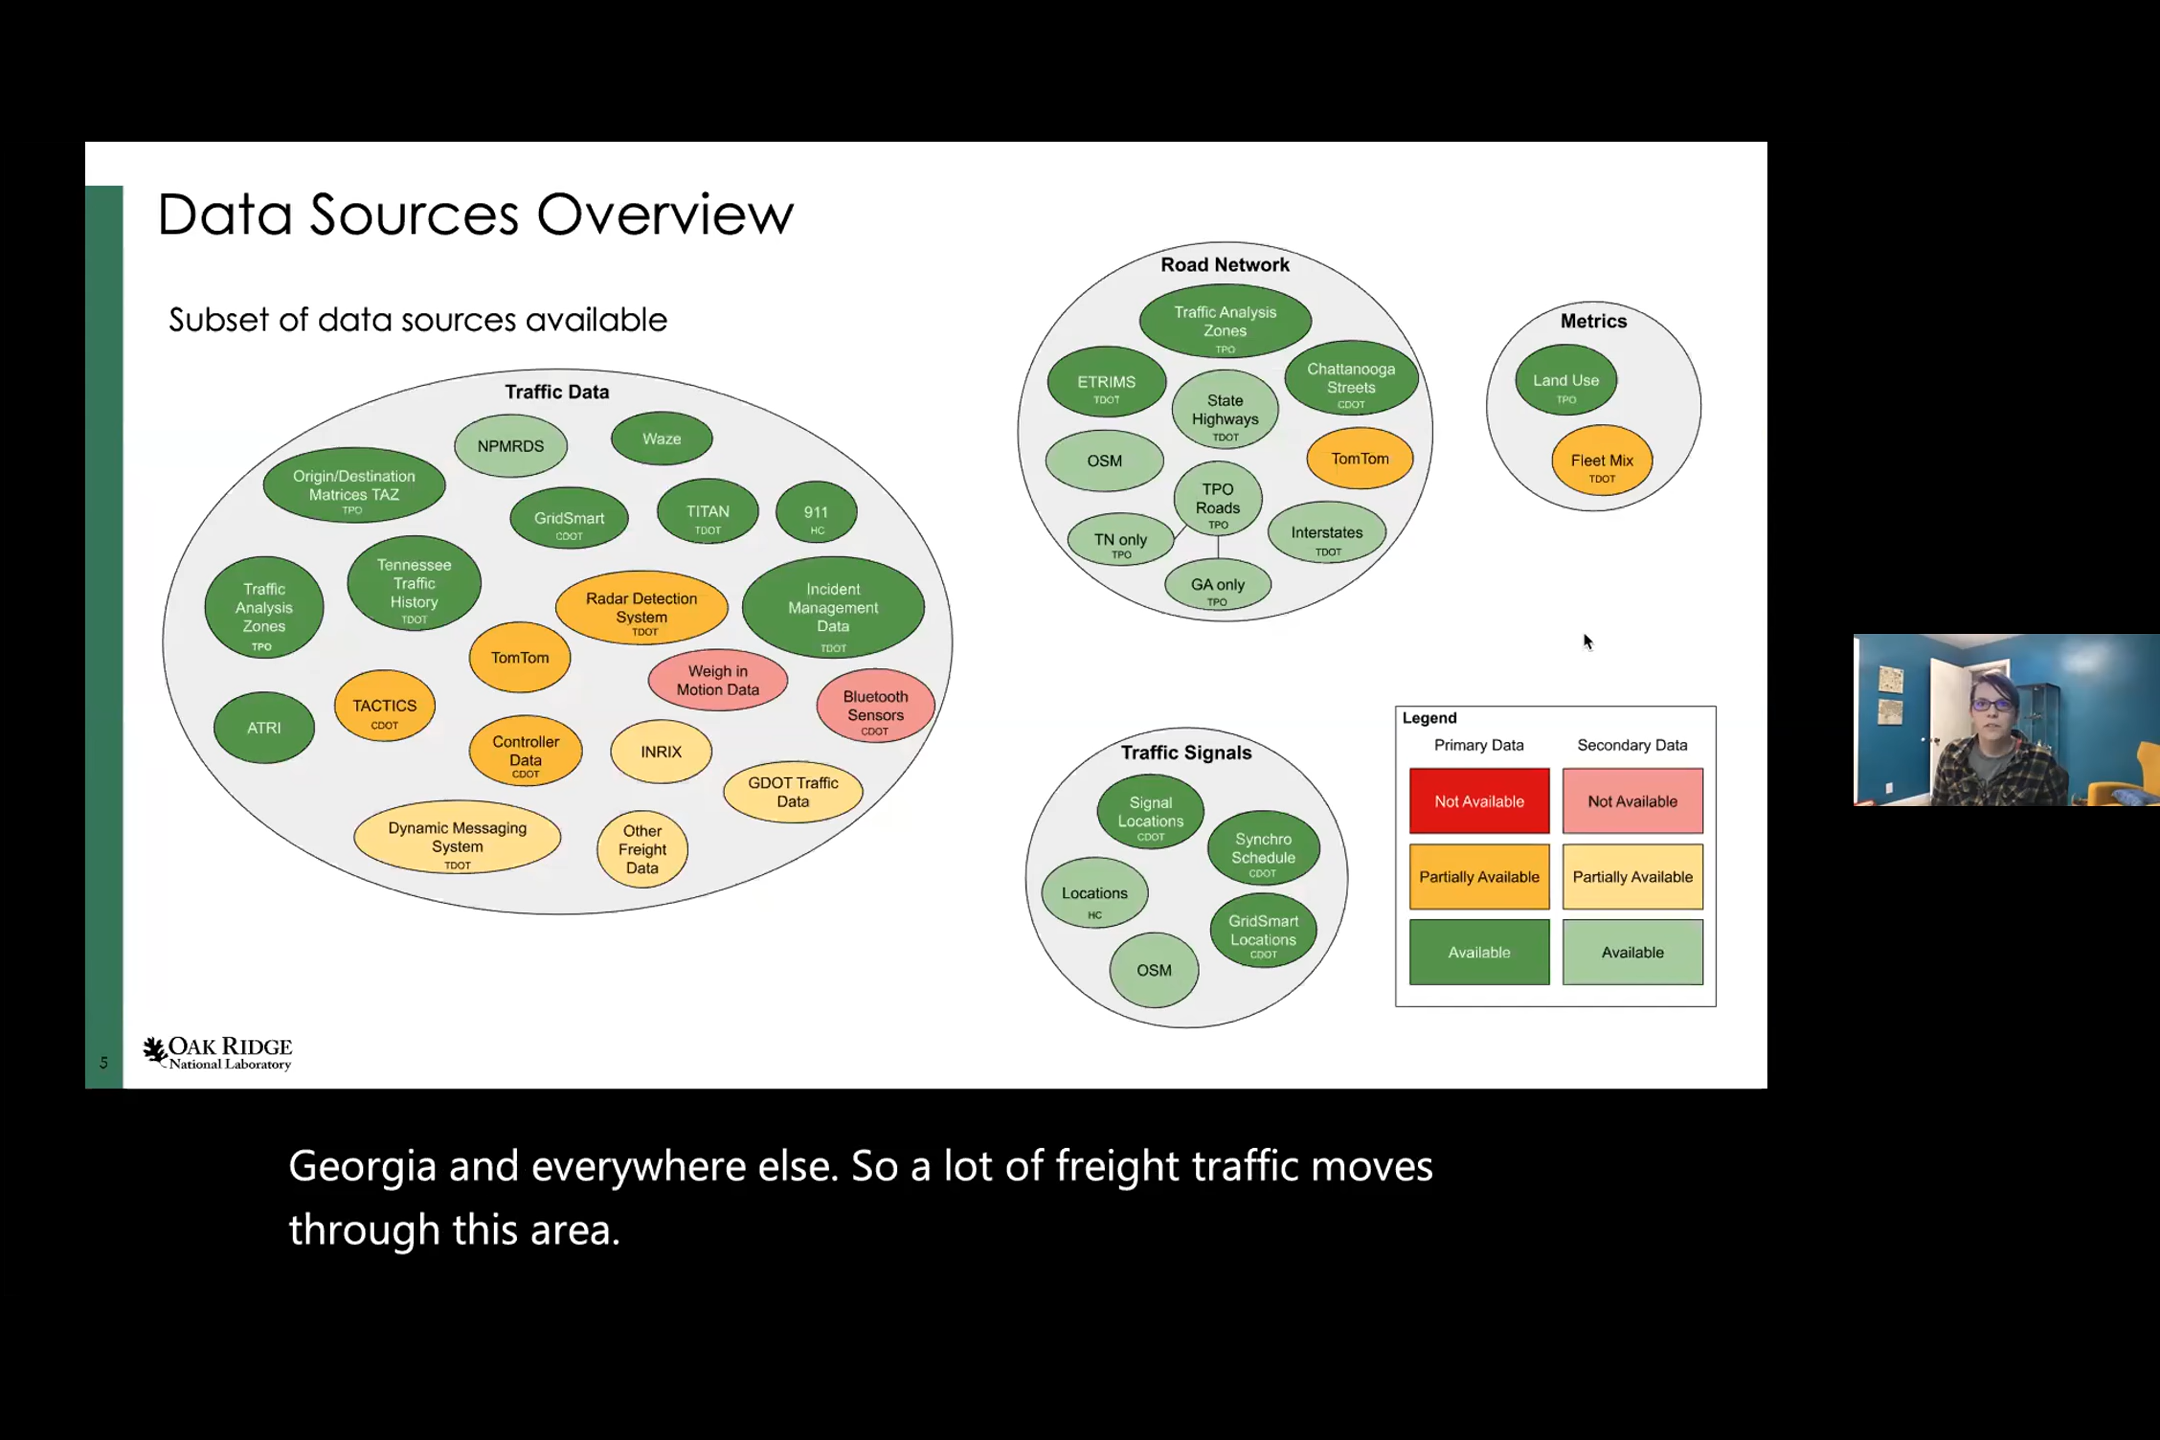 Data Sources Overview
Subset of data sources available
Traffic Data
NPMRDS
Waze
Origin/Destination
Matrices TAZ
TPO
GridSmart
CDOT
TITAN
TDOT
911
HC
Traffic
Analysis
Zones
TPO
Tennessee
Traffic
History
TDOT
Radar Detection
System
TDOT
Incident
Management
Data
TDOT
TomTom
Weigh in
Motion Data
Bluetooth
Sensors
CDOT
ATRI
TACTICS
CDOT
Controller
Data
CDOT
INRIX
GDOT Traffic
Data
Dynamic Messaging
System
TDOT
Other
Freight
Data
Road Network
Traffic Analysis
Zones
TPO
ETRIMS
TDOT
State
Highways
TDOT
Chattanooga
Streets
CDOT
OSM
TomTom
TPO
Roads
TPO
TN only
TPO
Interstates
TDOT
GA only
TPO
Metrics
Land Use
TPO
Fleet Mix
TDOT
Traffic Signals
Signal
Locations
CDOT
Synchro
Schedule
CDOT
Locations
HC
GridSmart
Locations
CDOT
OSM
Legend
Primary Data
Secondary Data
Not Available
Not Available
Partially Available
Partially Available
Available
Available
5
OAK RIDGE
National Laboratory
Georgia and everywhere else. So a lot of freight traffic moves
through this area.